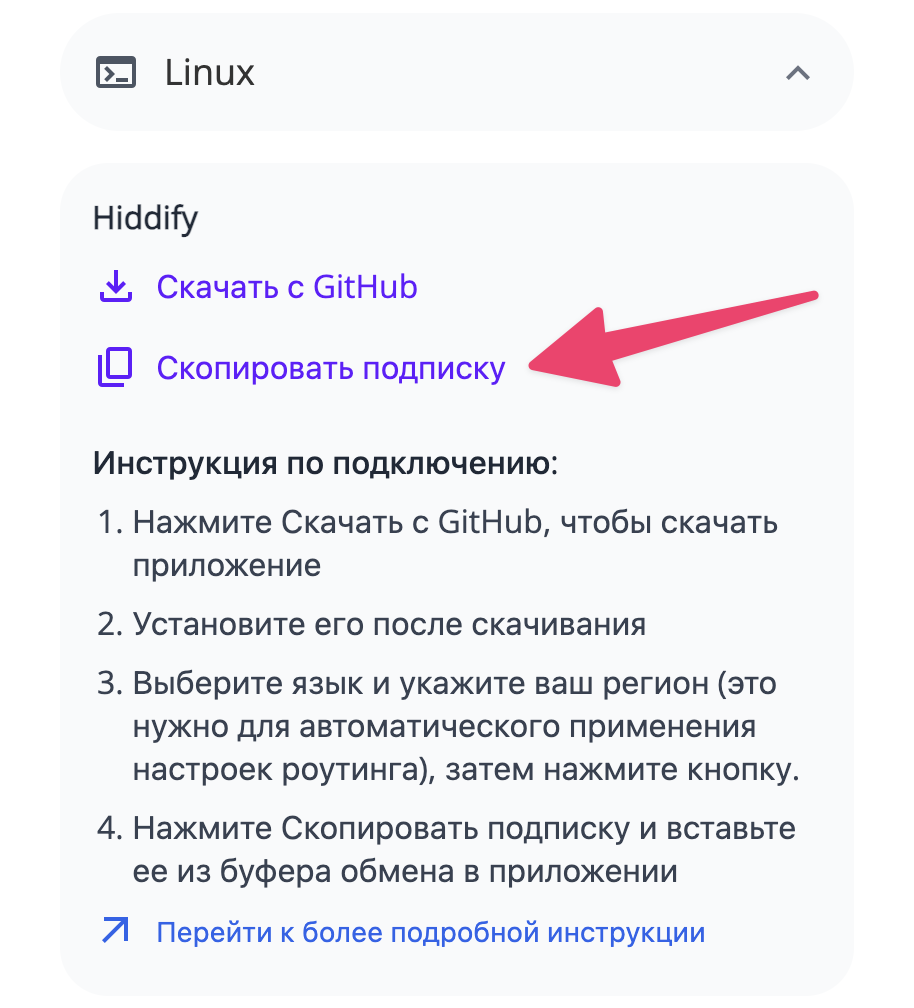 Linux
Hiddify
Скачать с GitHub
Скопировать подписку
Инструкция по подключению:
1. Нажмите Скачать с GitHub, чтобы скачать
приложение
2. Установите его после скачивания
3. Выберите язык и укажите ваш регион (это
нужно для автоматического применения
настроек роутинга), затем нажмите кнопку.
4. Нажмите Скопировать подписку и вставьте
ее из буфера обмена в приложении
Перейти к более подробной инструкции